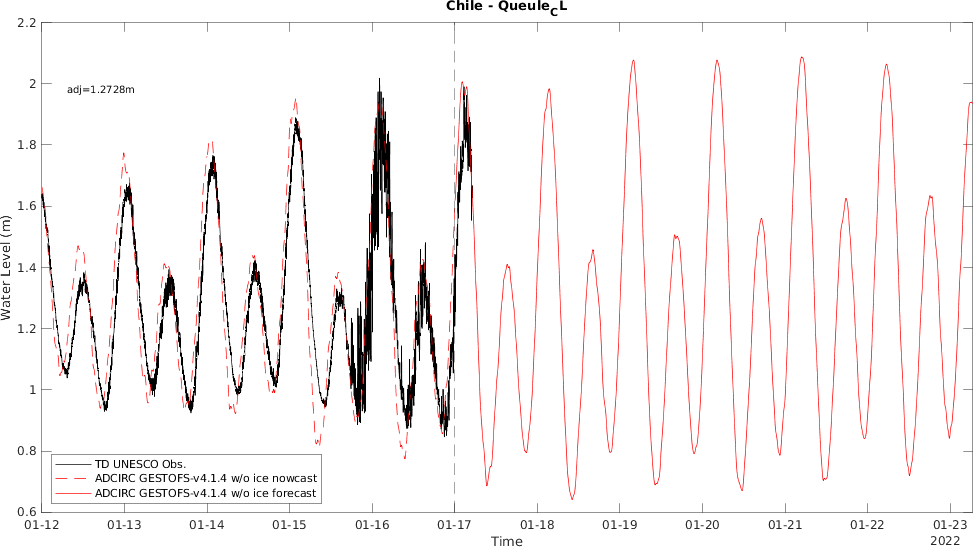 Chile - Queule_CL
2.2
2
1.8
1.6
1.4
1.2
1
0.8
0.6
adj=1.2728m
Water Level (m)
TD UNESCO Obs.
ADCIRC GESTOFS-v4.1.4 w/o ice nowcast
ADCIRC GESTOFS-v4.1.4 w/o ice forecast
01-12 01-13 01-14 01-15 01-16 01-17 01-18 01-19 01-20 01-21 01-22 01-23
2022
Time